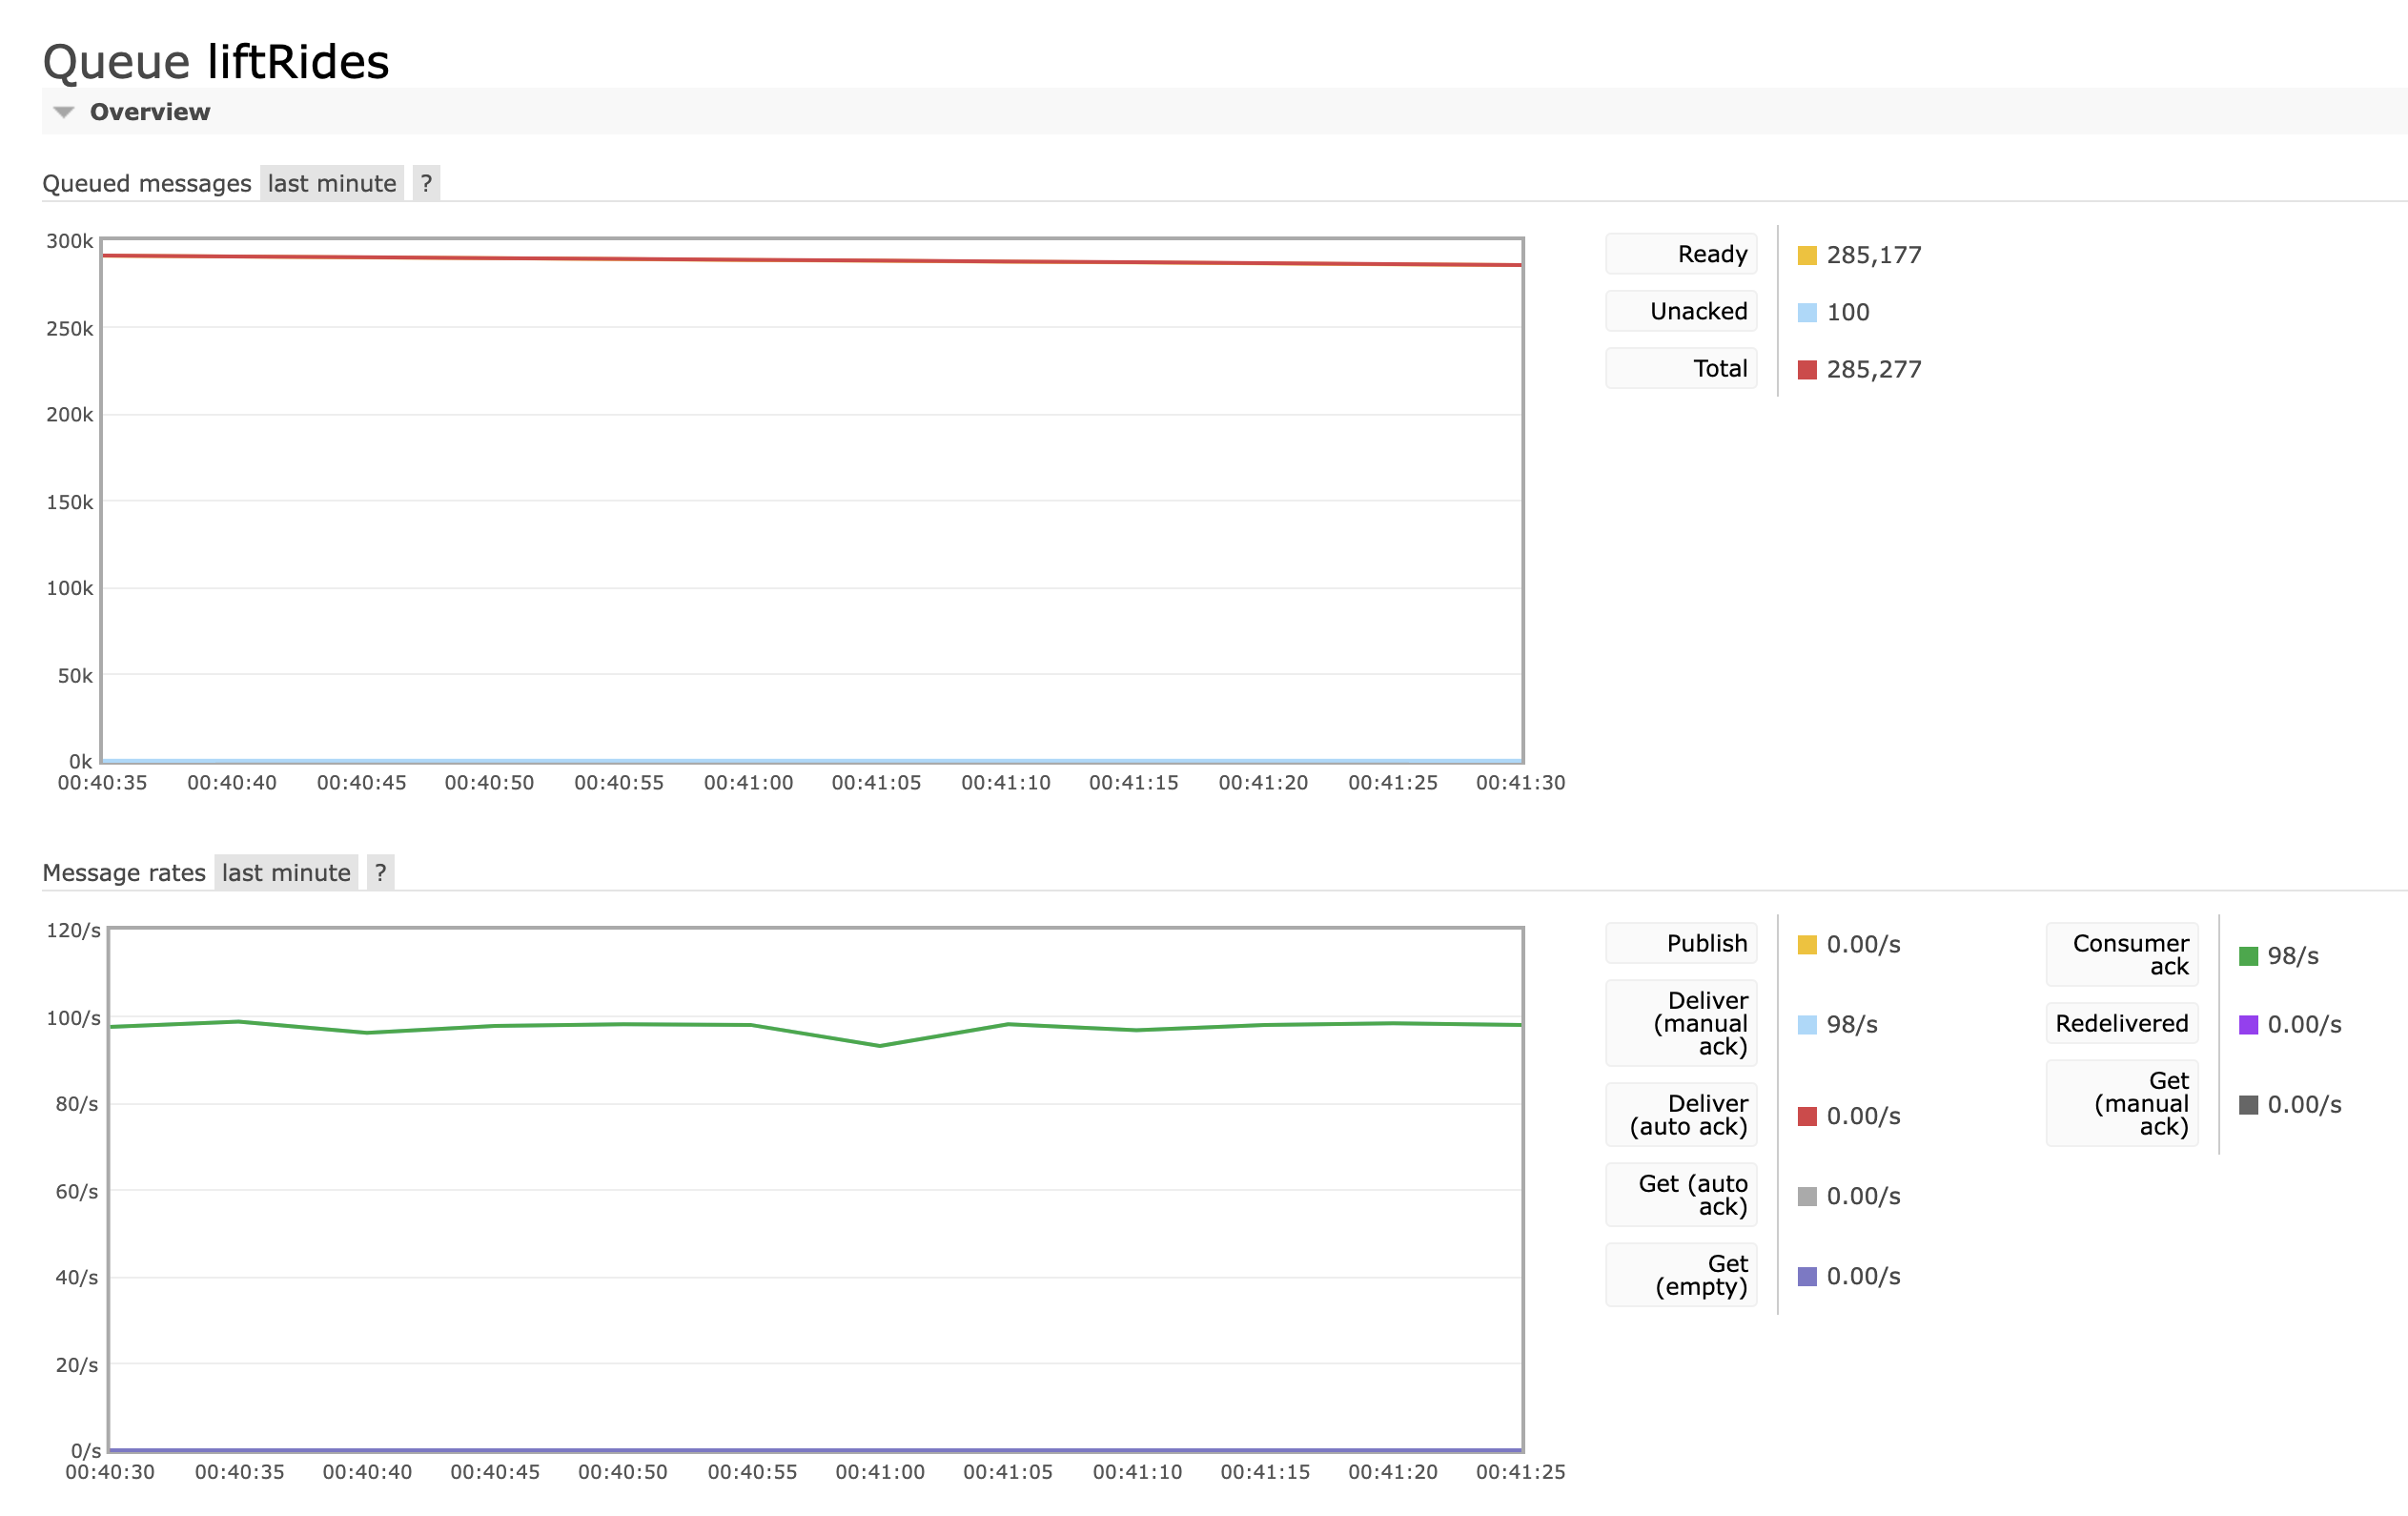 Queue liftRides
Overview
Queued messages last minute ?
300k
250k
200k
150k
100k
50k
0k
00:40:35 00:40:40 00:40:45 00:40:50 00:40:55 00:41:00 00:41:05 00:41:10 00:41:15 00:41:20 00:41:25 00:41:30
Ready 285,177
Unacked 100
Total 285,277
Message rates last minute ?
120/s
100/s
80/s
60/s
40/s
20/s
0/s
00:40:30 00:40:35 00:40:40 00:40:45 00:40:50 00:40:55 00:41:00 00:41:05 00:41:10 00:41:15 00:41:20 00:41:25
Publish 0.00/s
Deliver
(manual 98/s
ack)
Deliver
(auto ack) 0.00/s
Get (auto
ack) 0.00/s
Get
(empty) 0.00/s
Consumer
ack 98/s
Redelivered 0.00/s
Get
(manual 0.00/s
ack)